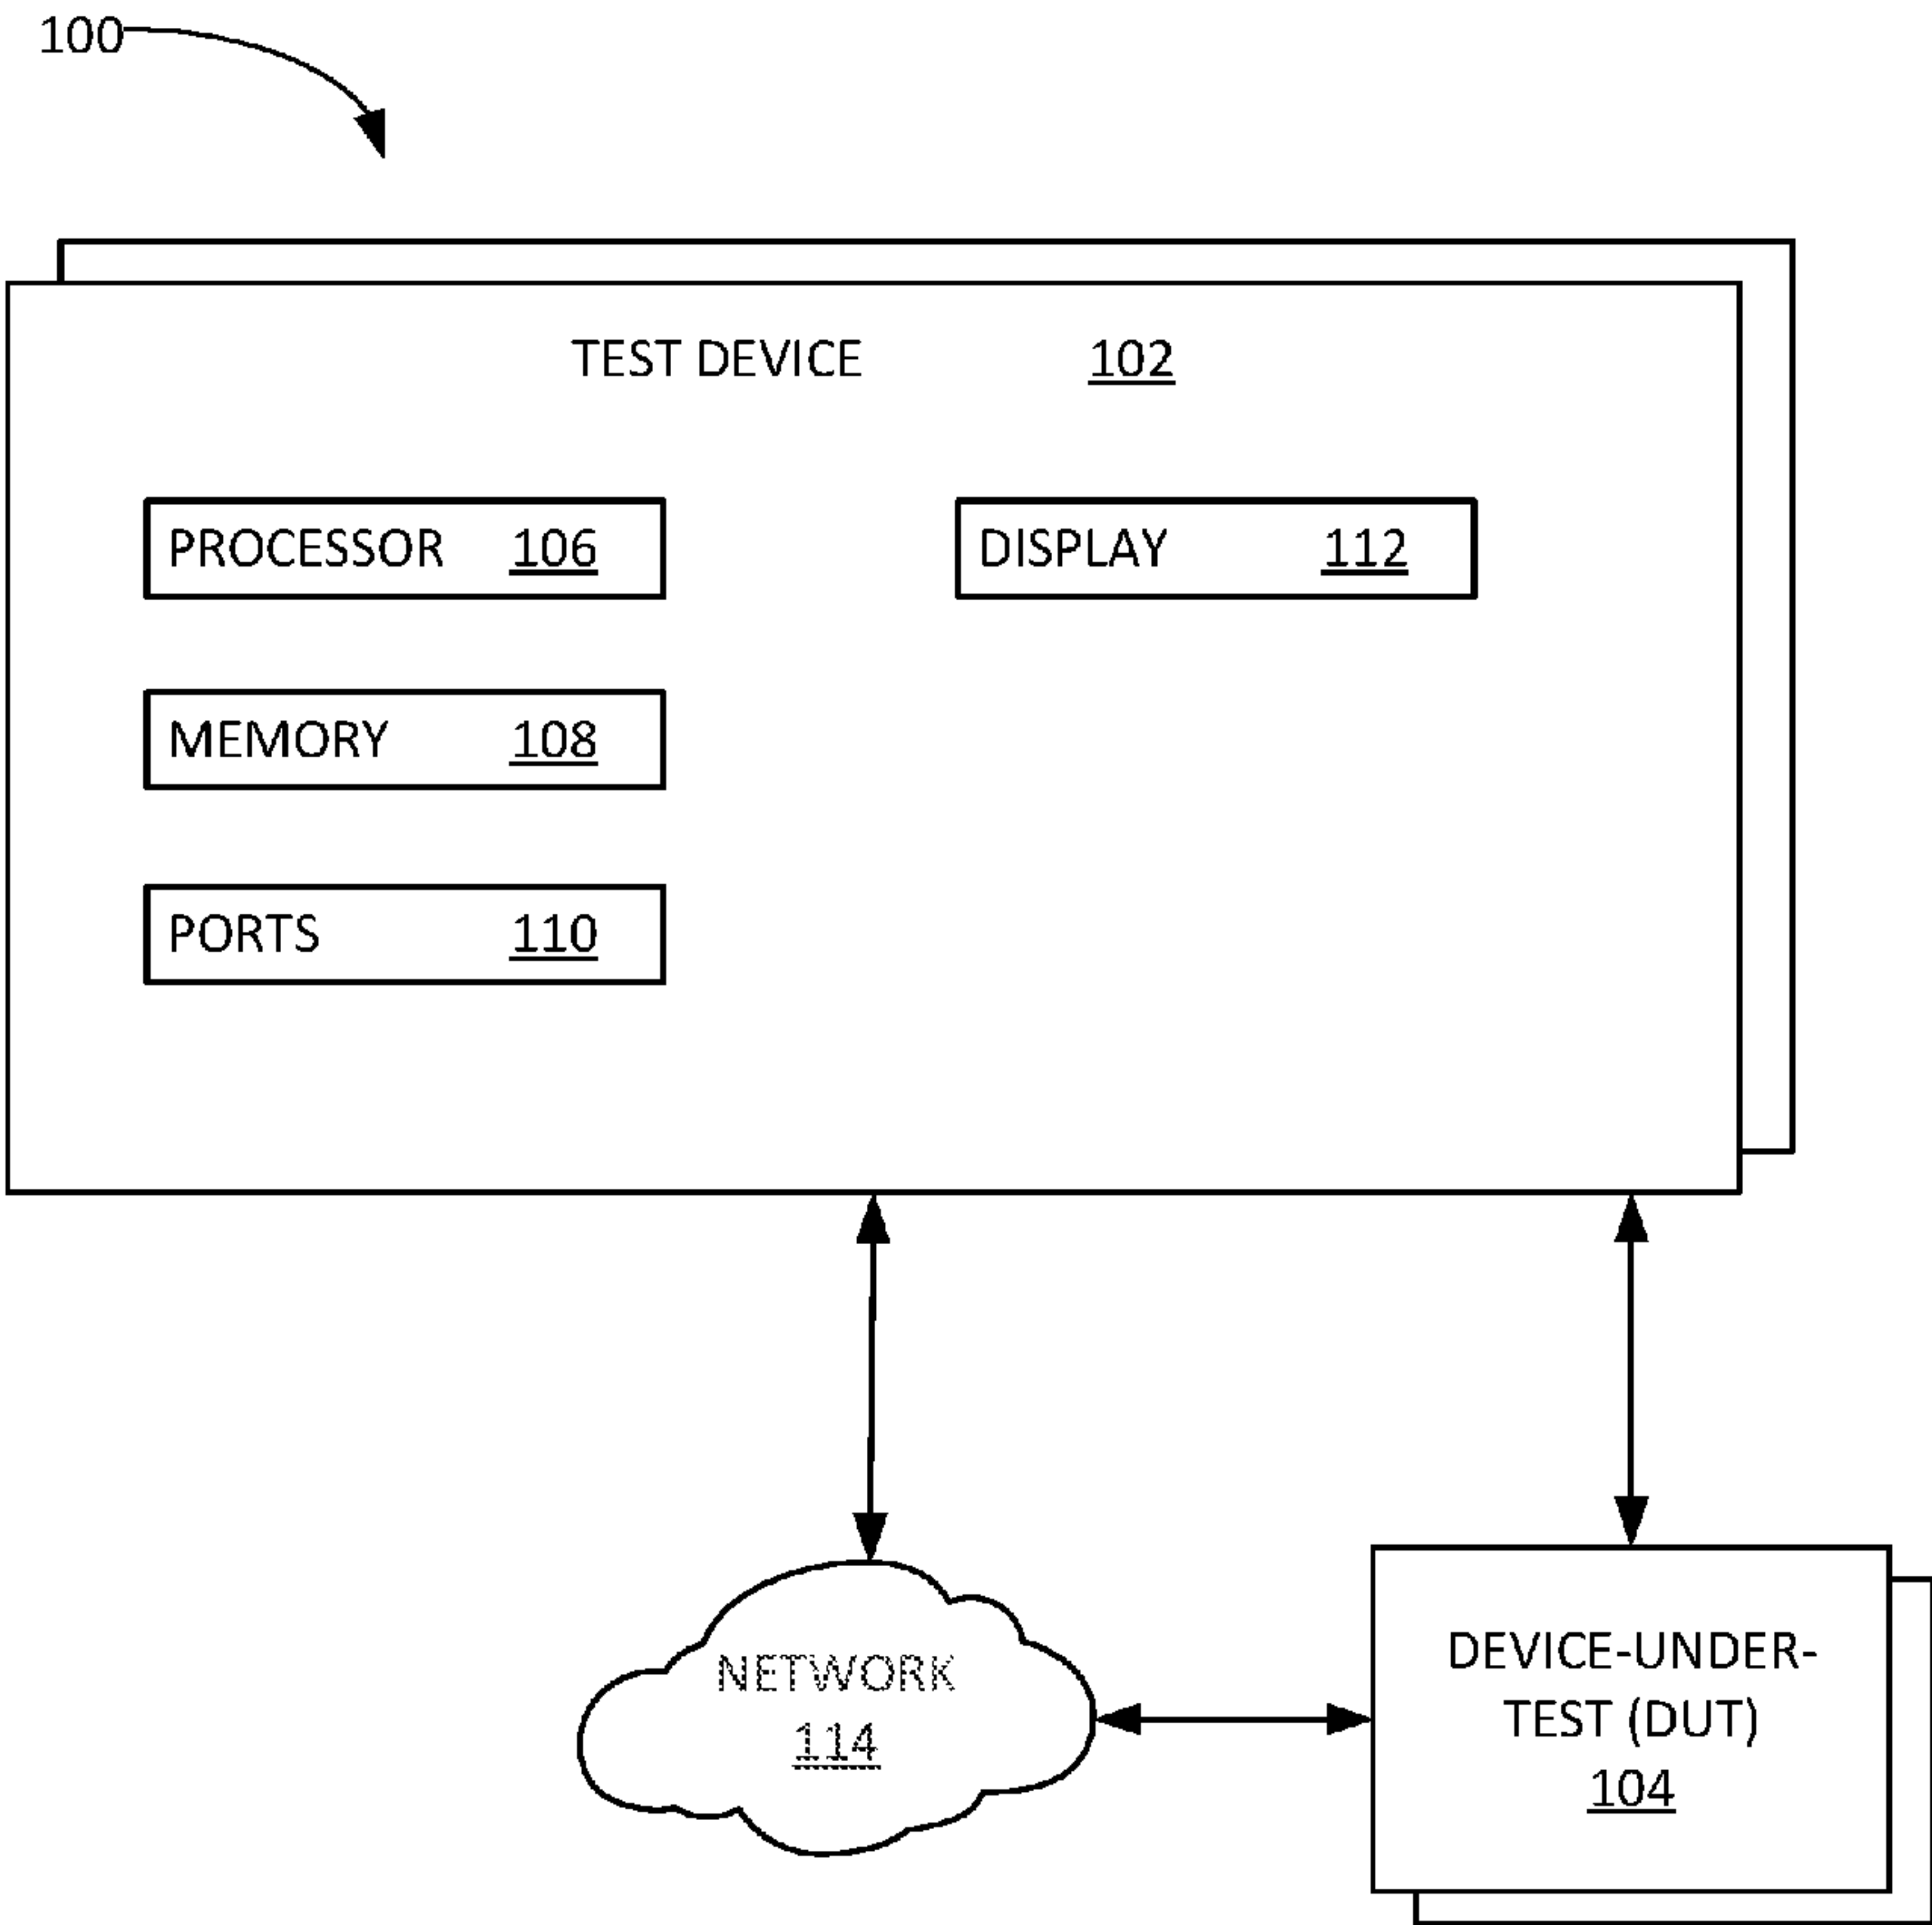 100
TEST DEVICE 102
PROCESSOR 106
DISPLAY 112
MEMORY 108
PORTS 110
NETWORK
114
DEVICE-UNDER-
TEST (DUT)
104